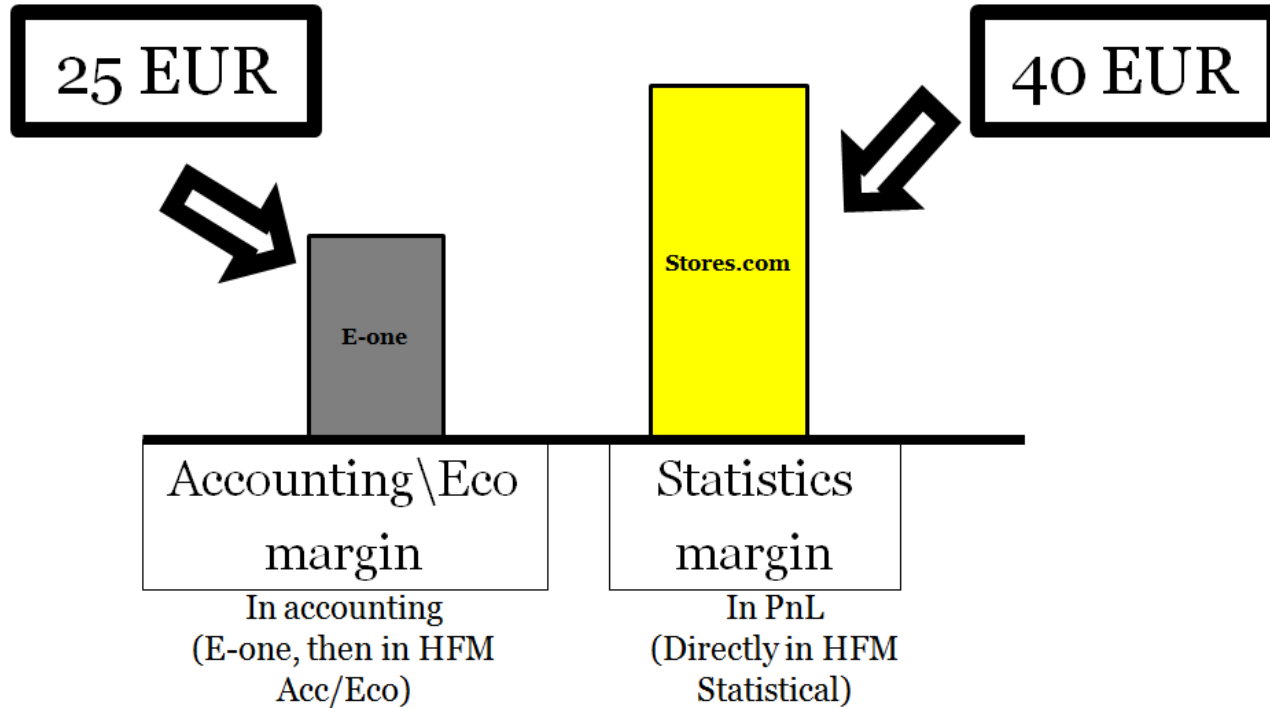 25 EUR
40 EUR
Stores.com
E-one
Accounting\Eco
margin
Statistics
margin
In accounting
(E-one, then in HFM
Acc/Eco)
In PnL
(Directly in HFM
Statistical)